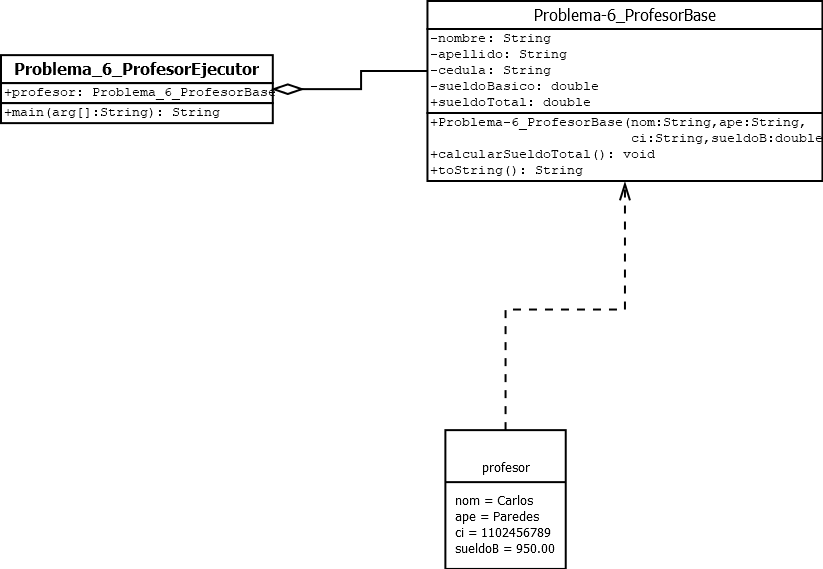 Problema_6_ProfesorEjecutor
+profesor: Problema_6_ProfesorBase
+main(arg[]:String): String
Problema-6_ProfesorBase
-nombre: String
-apellido: String
-cedula: String
-sueldoBasico: double
+sueldoTotal: double
+Problema-6_ProfesorBase(nom:String,ape:String,
ci:String,sueldoB:double
+calcularSueldoTotal(): void
+toString(): String
profesor
nom = Carlos
ape = Paredes
ci = 1102456789
sueldoB = 950.00